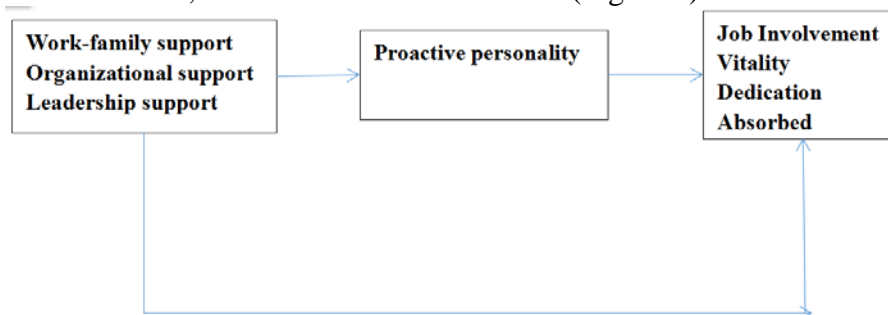 Work-family support
Organizational support
Leadership support
Proactive personality
Job Involvement
Vitality
Dedication
Absorbed